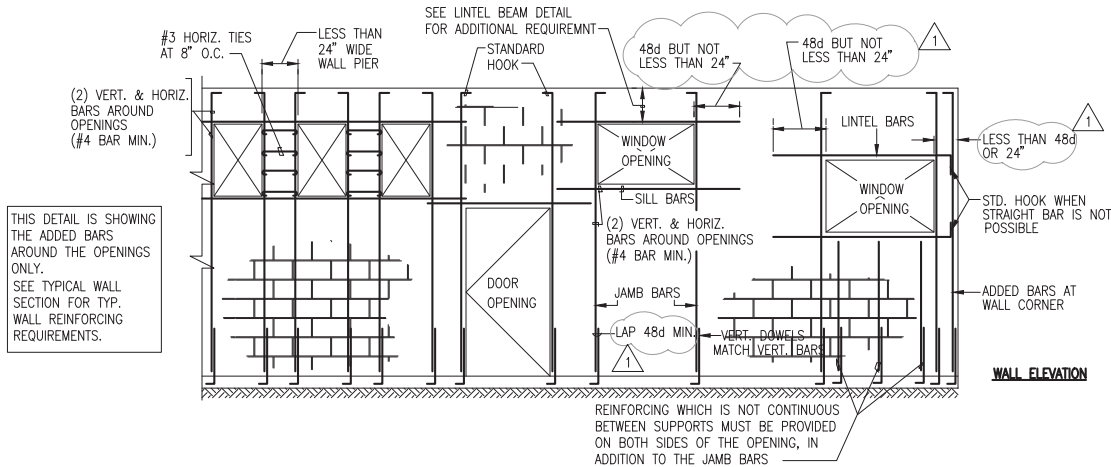 SEE LINTEL BEAM DETAIL
FOR ADDITIONAL REQUIREMNT
#3 HORIZ. TIES
AT 8" O.C.
LESS THAN
24" WIDE
WALL PIER
STANDARD
HOOK
48d BUT NOT
LESS THAN 24"
48d BUT NOT
LESS THAN 24"
1
(2) VERT. & HORIZ.
BARS AROUND
OPENINGS
(#4 BAR MIN.)
WINDOW
OPENING
LINTEL BARS
1
LESS THAN 48d
OR 24"
WINDOW
OPENING
SILL BARS
STD. HOOK WHEN
STRAIGHT BAR IS NOT
POSSIBLE
THIS DETAIL IS SHOWING
THE ADDED BARS
AROUND THE OPENINGS
ONLY.
SEE TYPICAL WALL
SECTION FOR TYP.
WALL REINFORCING
REQUIREMENTS.
(2) VERT. & HORIZ.
BARS AROUND OPENINGS
(#4 BAR MIN.)
DOOR
OPENING
JAMB BARS
ADDED BARS AT
WALL CORNER
LAP 48d MIN.
1
VERT. DOWELS
MATCH VERT. BARS
WALL ELEVATION
REINFORCING WHICH IS NOT CONTINUOUS
BETWEEN SUPPORTS MUST BE PROVIDED
ON BOTH SIDES OF THE OPENING, IN
ADDITION TO THE JAMB BARS